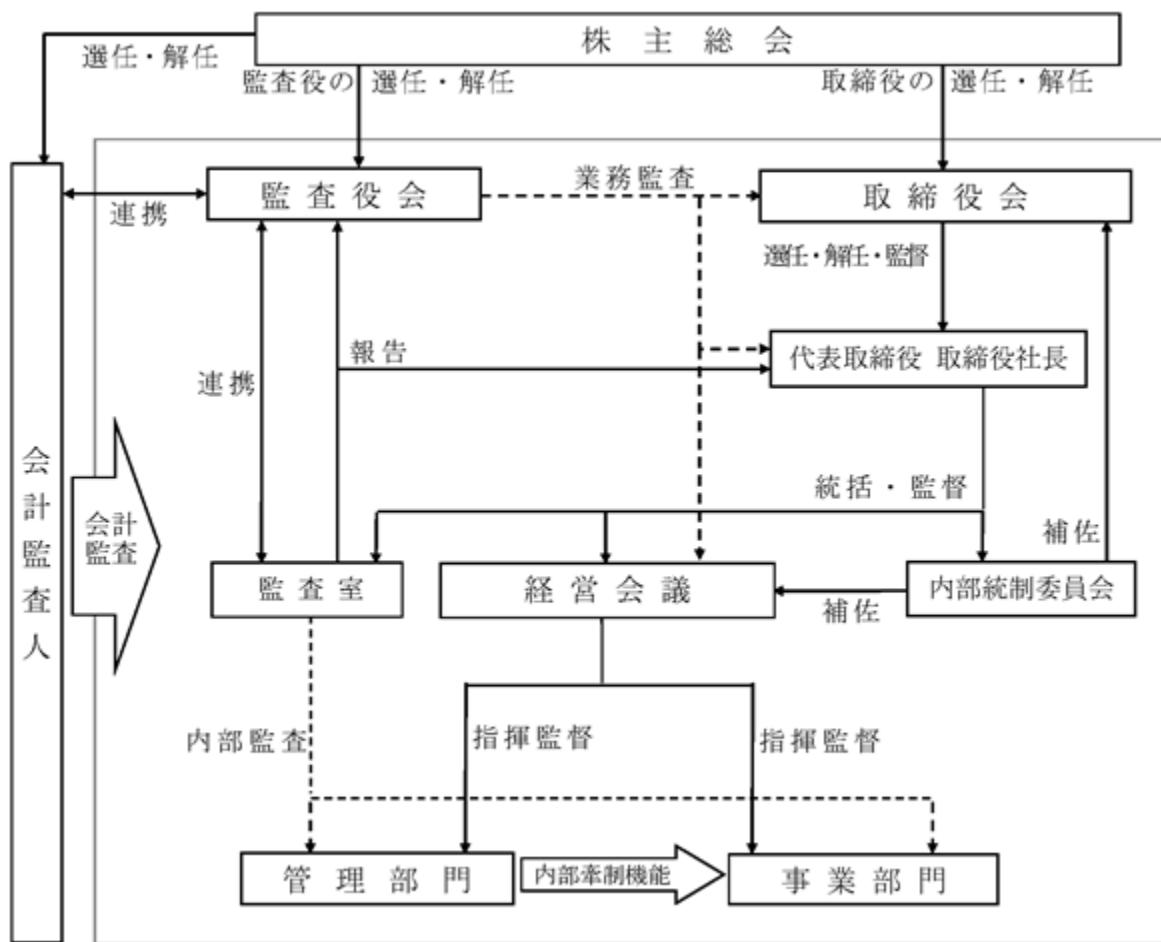 株主総会
選任・解任
監査役の 選任・解任
取締役の 選任・解任
監査役会
業務監査
取締役会
連携
選任・解任・監督
代表取締役 取締役社長
報告
連携
会計監査人
会計
監査
統括・監督
補佐
監査室
経営会議
内部統制委員会
補佐
内部監査
指揮監督
指揮監督
管理部門
内部牽制機能
事業部門